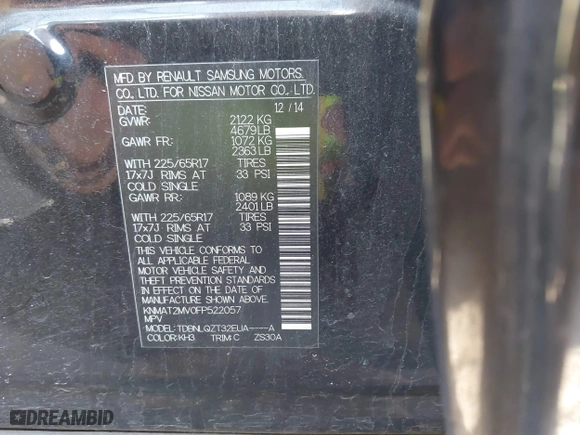 MFD BY RENAULT SAMSUNG MOTORS.
CO., LTD. FOR NISSAN MOTOR CO., LTD.
DATE: 12 / 14
GVWR: 2122 KG
4679 LB
GAWR FR: 1072 KG
2363 LB
WITH 225/65R17 TIRES
17x7J RIMS AT 33 PSI
COLD SINGLE
GAWR RR: 1089 KG
2401 LB
WITH 225/65R17 TIRES
17x7J RIMS AT 33 PSI
COLD SINGLE
THIS VEHICLE CONFORMS TO
ALL APPLICABLE FEDERAL
MOTOR VEHICLE SAFETY AND
THEFT PREVENTION STANDARDS
IN EFFECT ON THE DATE OF
MANUFACTURE SHOWN ABOVE.
KNMAT2MV0FP522057
MPV
MODEL: TDBNLQZT32EUA----A
COLOR:KH3 TRIM:C ZS30A
DREAMBID